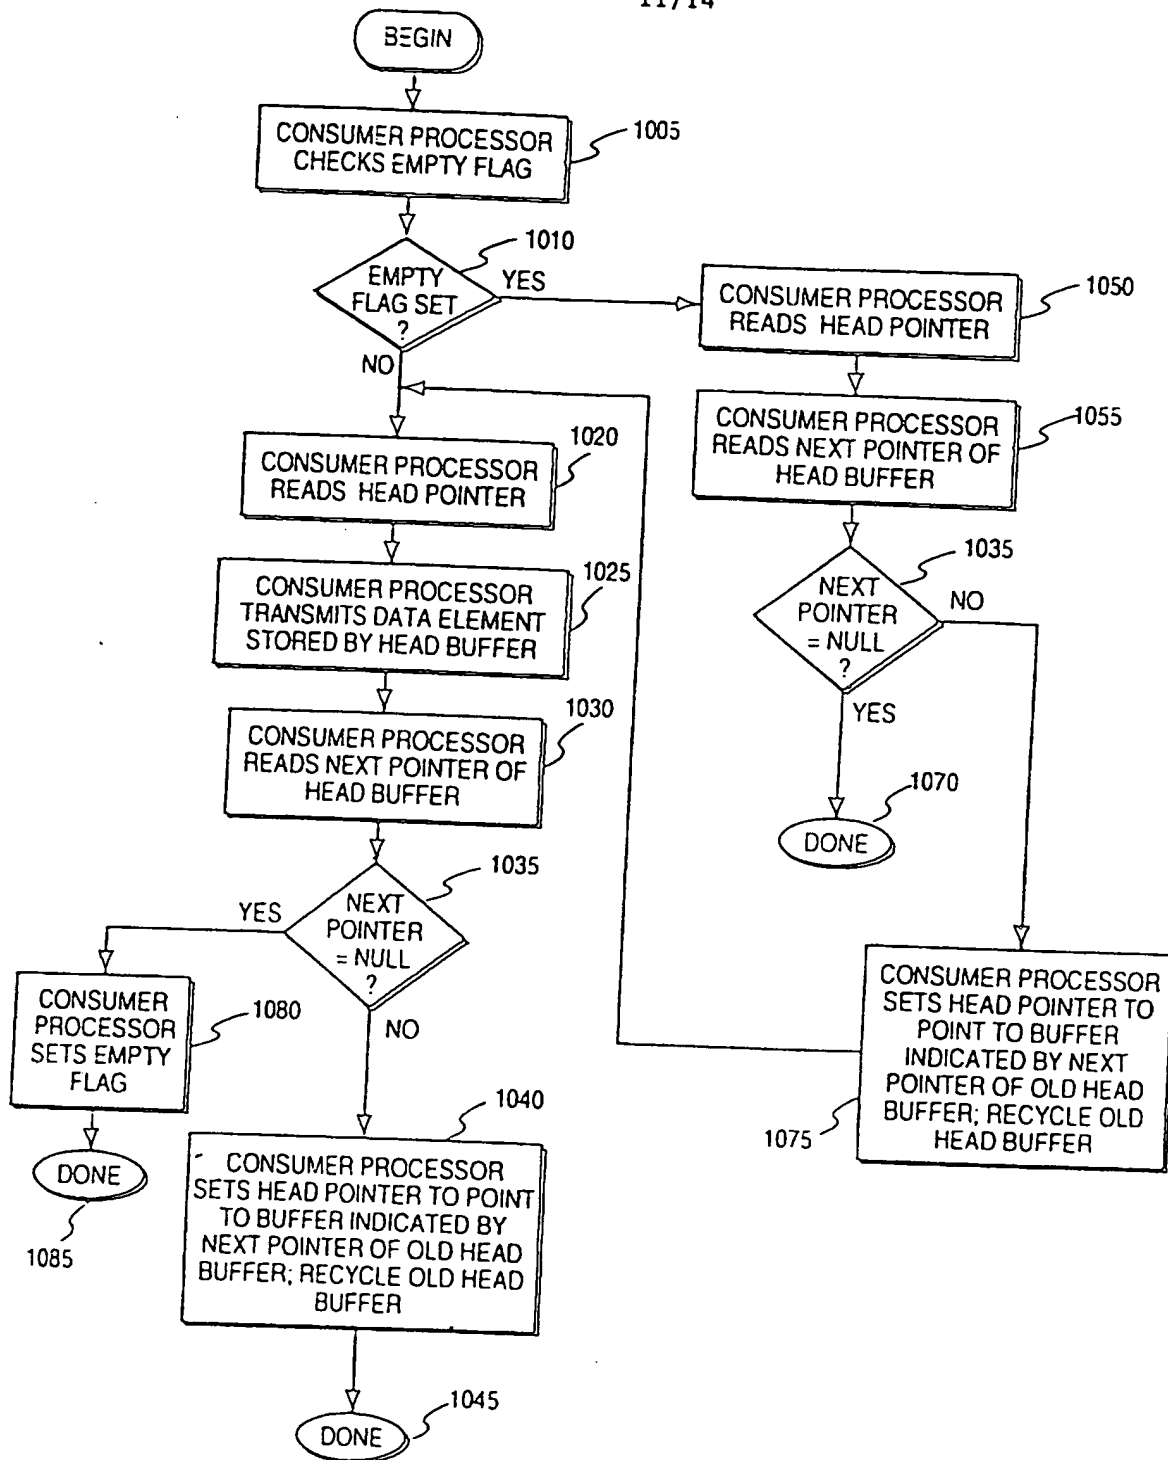 11/14
BEGIN
CONSUMER PROCESSOR
CHECKS EMPTY FLAG
1005
EMPTY
FLAG SET
?
1010
YES
NO
CONSUMER PROCESSOR
READS HEAD POINTER
1050
CONSUMER PROCESSOR
READS NEXT POINTER OF
HEAD BUFFER
1055
CONSUMER PROCESSOR
READS HEAD POINTER
1020
NEXT
POINTER
= NULL
?
1035
NO
YES
CONSUMER PROCESSOR
TRANSMITS DATA ELEMENT
STORED BY HEAD BUFFER
1025
CONSUMER PROCESSOR
READS NEXT POINTER OF
HEAD BUFFER
1030
DONE
1070
NEXT
POINTER
= NULL
?
1035
YES
NO
CONSUMER
PROCESSOR
SETS EMPTY
FLAG
1080
DONE
1085
CONSUMER PROCESSOR
SETS HEAD POINTER TO
POINT TO BUFFER
INDICATED BY NEXT
POINTER OF OLD HEAD
BUFFER; RECYCLE OLD
HEAD BUFFER
1075
CONSUMER PROCESSOR
SETS HEAD POINTER TO POINT
TO BUFFER INDICATED BY
NEXT POINTER OF OLD HEAD
BUFFER; RECYCLE OLD HEAD
BUFFER
1040
DONE
1045